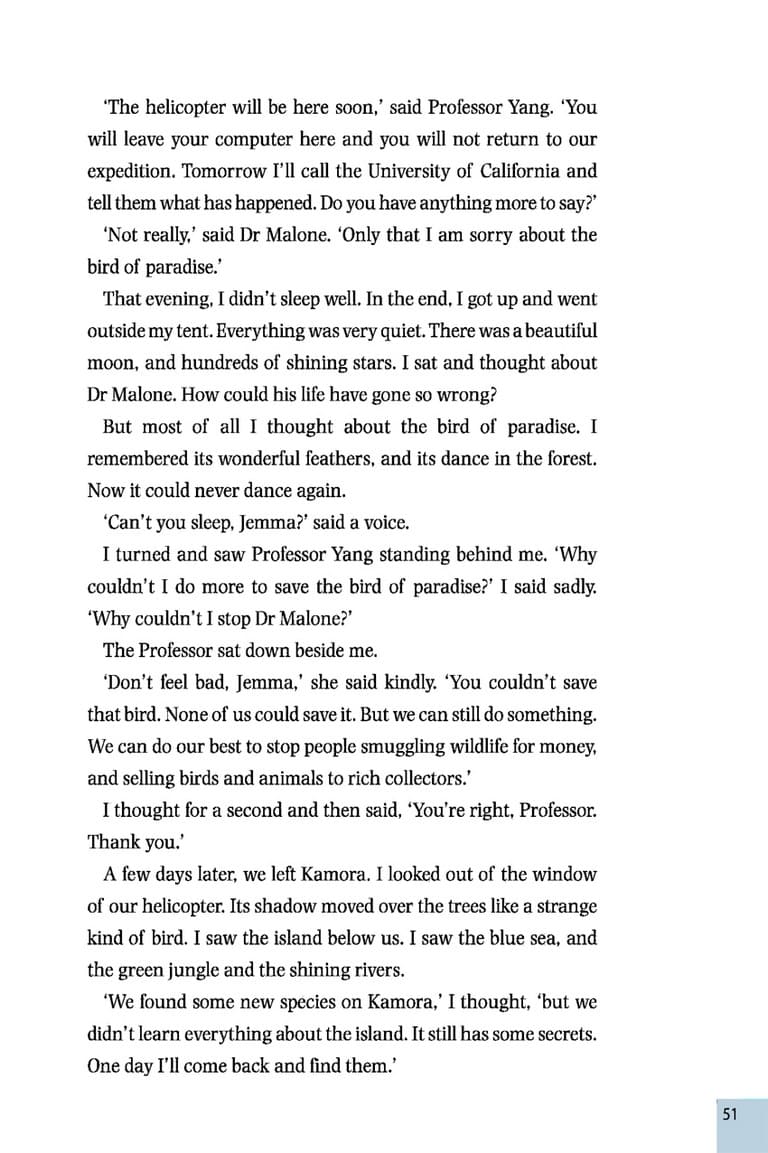 ‘The helicopter will be here soon,’ said Professor Yang. ‘You
will leave your computer here and you will not return to our
expedition. Tomorrow I’ll call the University of California and
tell them what has happened. Do you have anything more to say?’
‘Not really,’ said Dr Malone. ‘Only that I am sorry about the
bird of paradise.’
That evening, I didn’t sleep well. In the end, I got up and went
outside my tent. Everything was very quiet. There was a beautiful
moon, and hundreds of shining stars. I sat and thought about
Dr Malone. How could his life have gone so wrong?
But most of all I thought about the bird of paradise. I
remembered its wonderful feathers, and its dance in the forest.
Now it could never dance again.
‘Can’t you sleep, Jemma?’ said a voice.
I turned and saw Professor Yang standing behind me. ‘Why
couldn’t I do more to save the bird of paradise?’ I said sadly.
‘Why couldn’t I stop Dr Malone?’
The Professor sat down beside me.
‘Don’t feel bad, Jemma,’ she said kindly. ‘You couldn’t save
that bird. None of us could save it. But we can still do something.
We can do our best to stop people smuggling wildlife for money,
and selling birds and animals to rich collectors.’
I thought for a second and then said, ‘You’re right, Professor.
Thank you.’
A few days later, we left Kamora. I looked out of the window
of our helicopter. Its shadow moved over the trees like a strange
kind of bird. I saw the island below us. I saw the blue sea, and
the green jungle and the shining rivers.
‘We found some new species on Kamora,’ I thought, ‘but we
didn’t learn everything about the island. It still has some secrets.
One day I’ll come back and find them.’
51